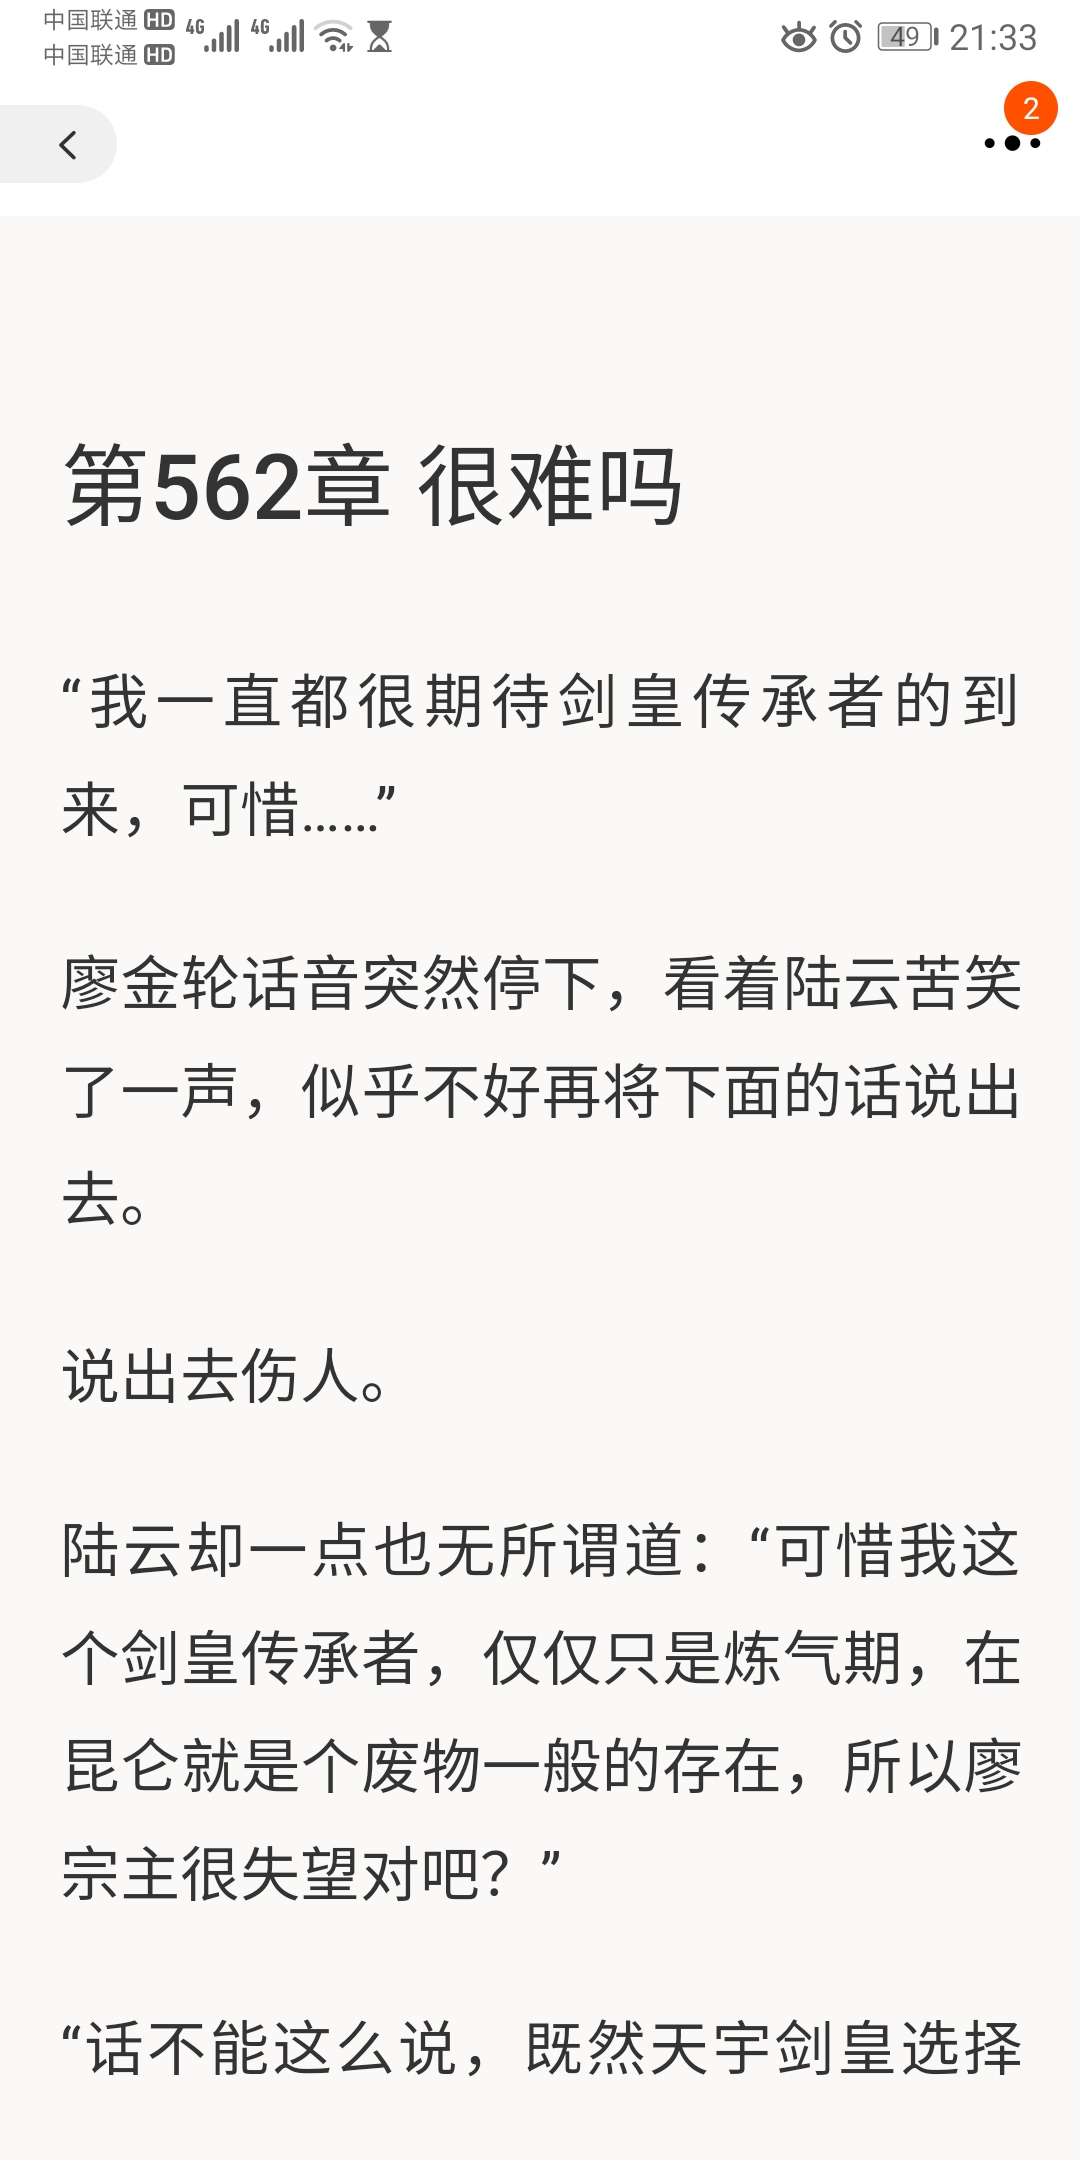 中国联通 HD 4G 4G 49 21:33
中国联通 HD
2
第562章 很难吗
“我一直都很期待剑皇传承者的到
来，可惜……”
廖金轮话音突然停下，看着陆云苦笑
了一声，似乎不好再将下面的话说出
去。
说出去伤人。
陆云却一点也无所谓道：“可惜我这
个剑皇传承者，仅仅只是炼气期，在
昆仑就是个废物一般的存在，所以廖
宗主很失望对吧？”
“话不能这么说，既然天宇剑皇选择